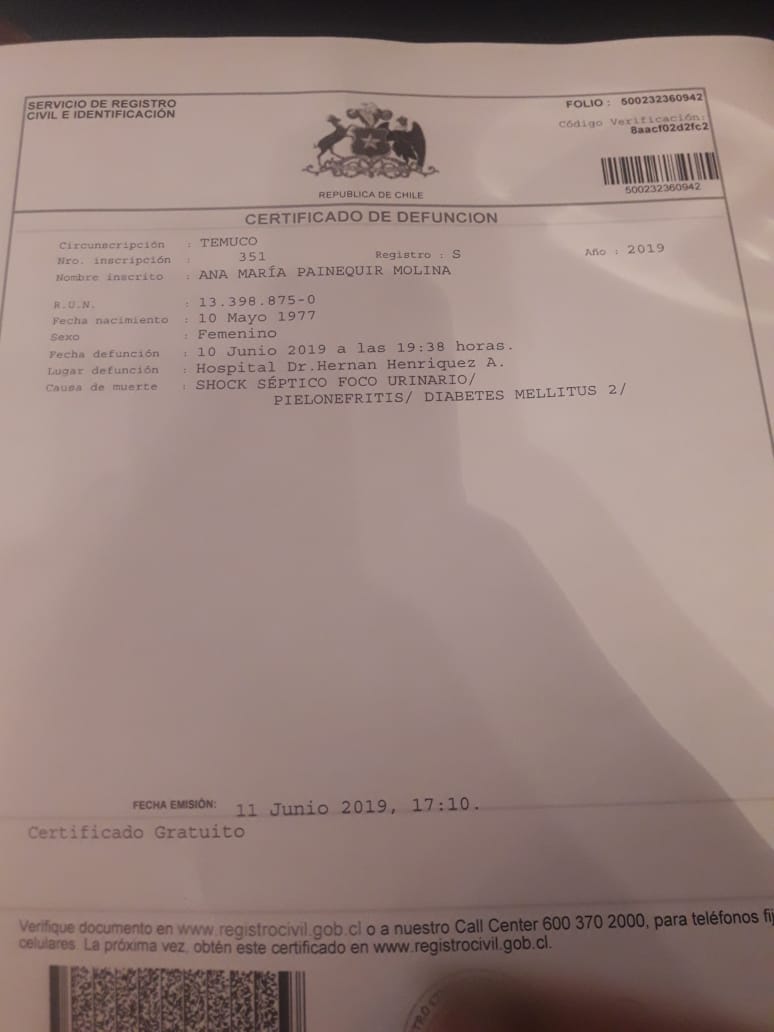 SERVICIO DE REGISTRO
CIVIL E IDENTIFICACIÓN
FOLIO : 500232360942
Código Verificación:
8aacf02d2fc2
500232360942
REPUBLICA DE CHILE
CERTIFICADO DE DEFUNCION
Circunscripción : TEMUCO
Nro. inscripción : 351 Registro : S Año : 2019
Nombre inscrito : ANA MARÍA PAINEQUIR MOLINA
R.U.N. : 13.398.875-0
Fecha nacimiento : 10 Mayo 1977
Sexo : Femenino
Fecha defunción : 10 Junio 2019 a las 19:38 horas.
Lugar defunción : Hospital Dr.Hernan Henriquez A.
Causa de muerte : SHOCK SÉPTICO FOCO URINARIO/
PIELONEFRITIS/ DIABETES MELLITUS 2/
FECHA EMISIÓN: 11 Junio 2019, 17:10.
Certificado Gratuito
Verifique documento en www.registrocivil.gob.cl o a nuestro Call Center 600 370 2000, para teléfonos fij
celulares. La próxima vez, obtén este certificado en www.registrocivil.gob.cl.